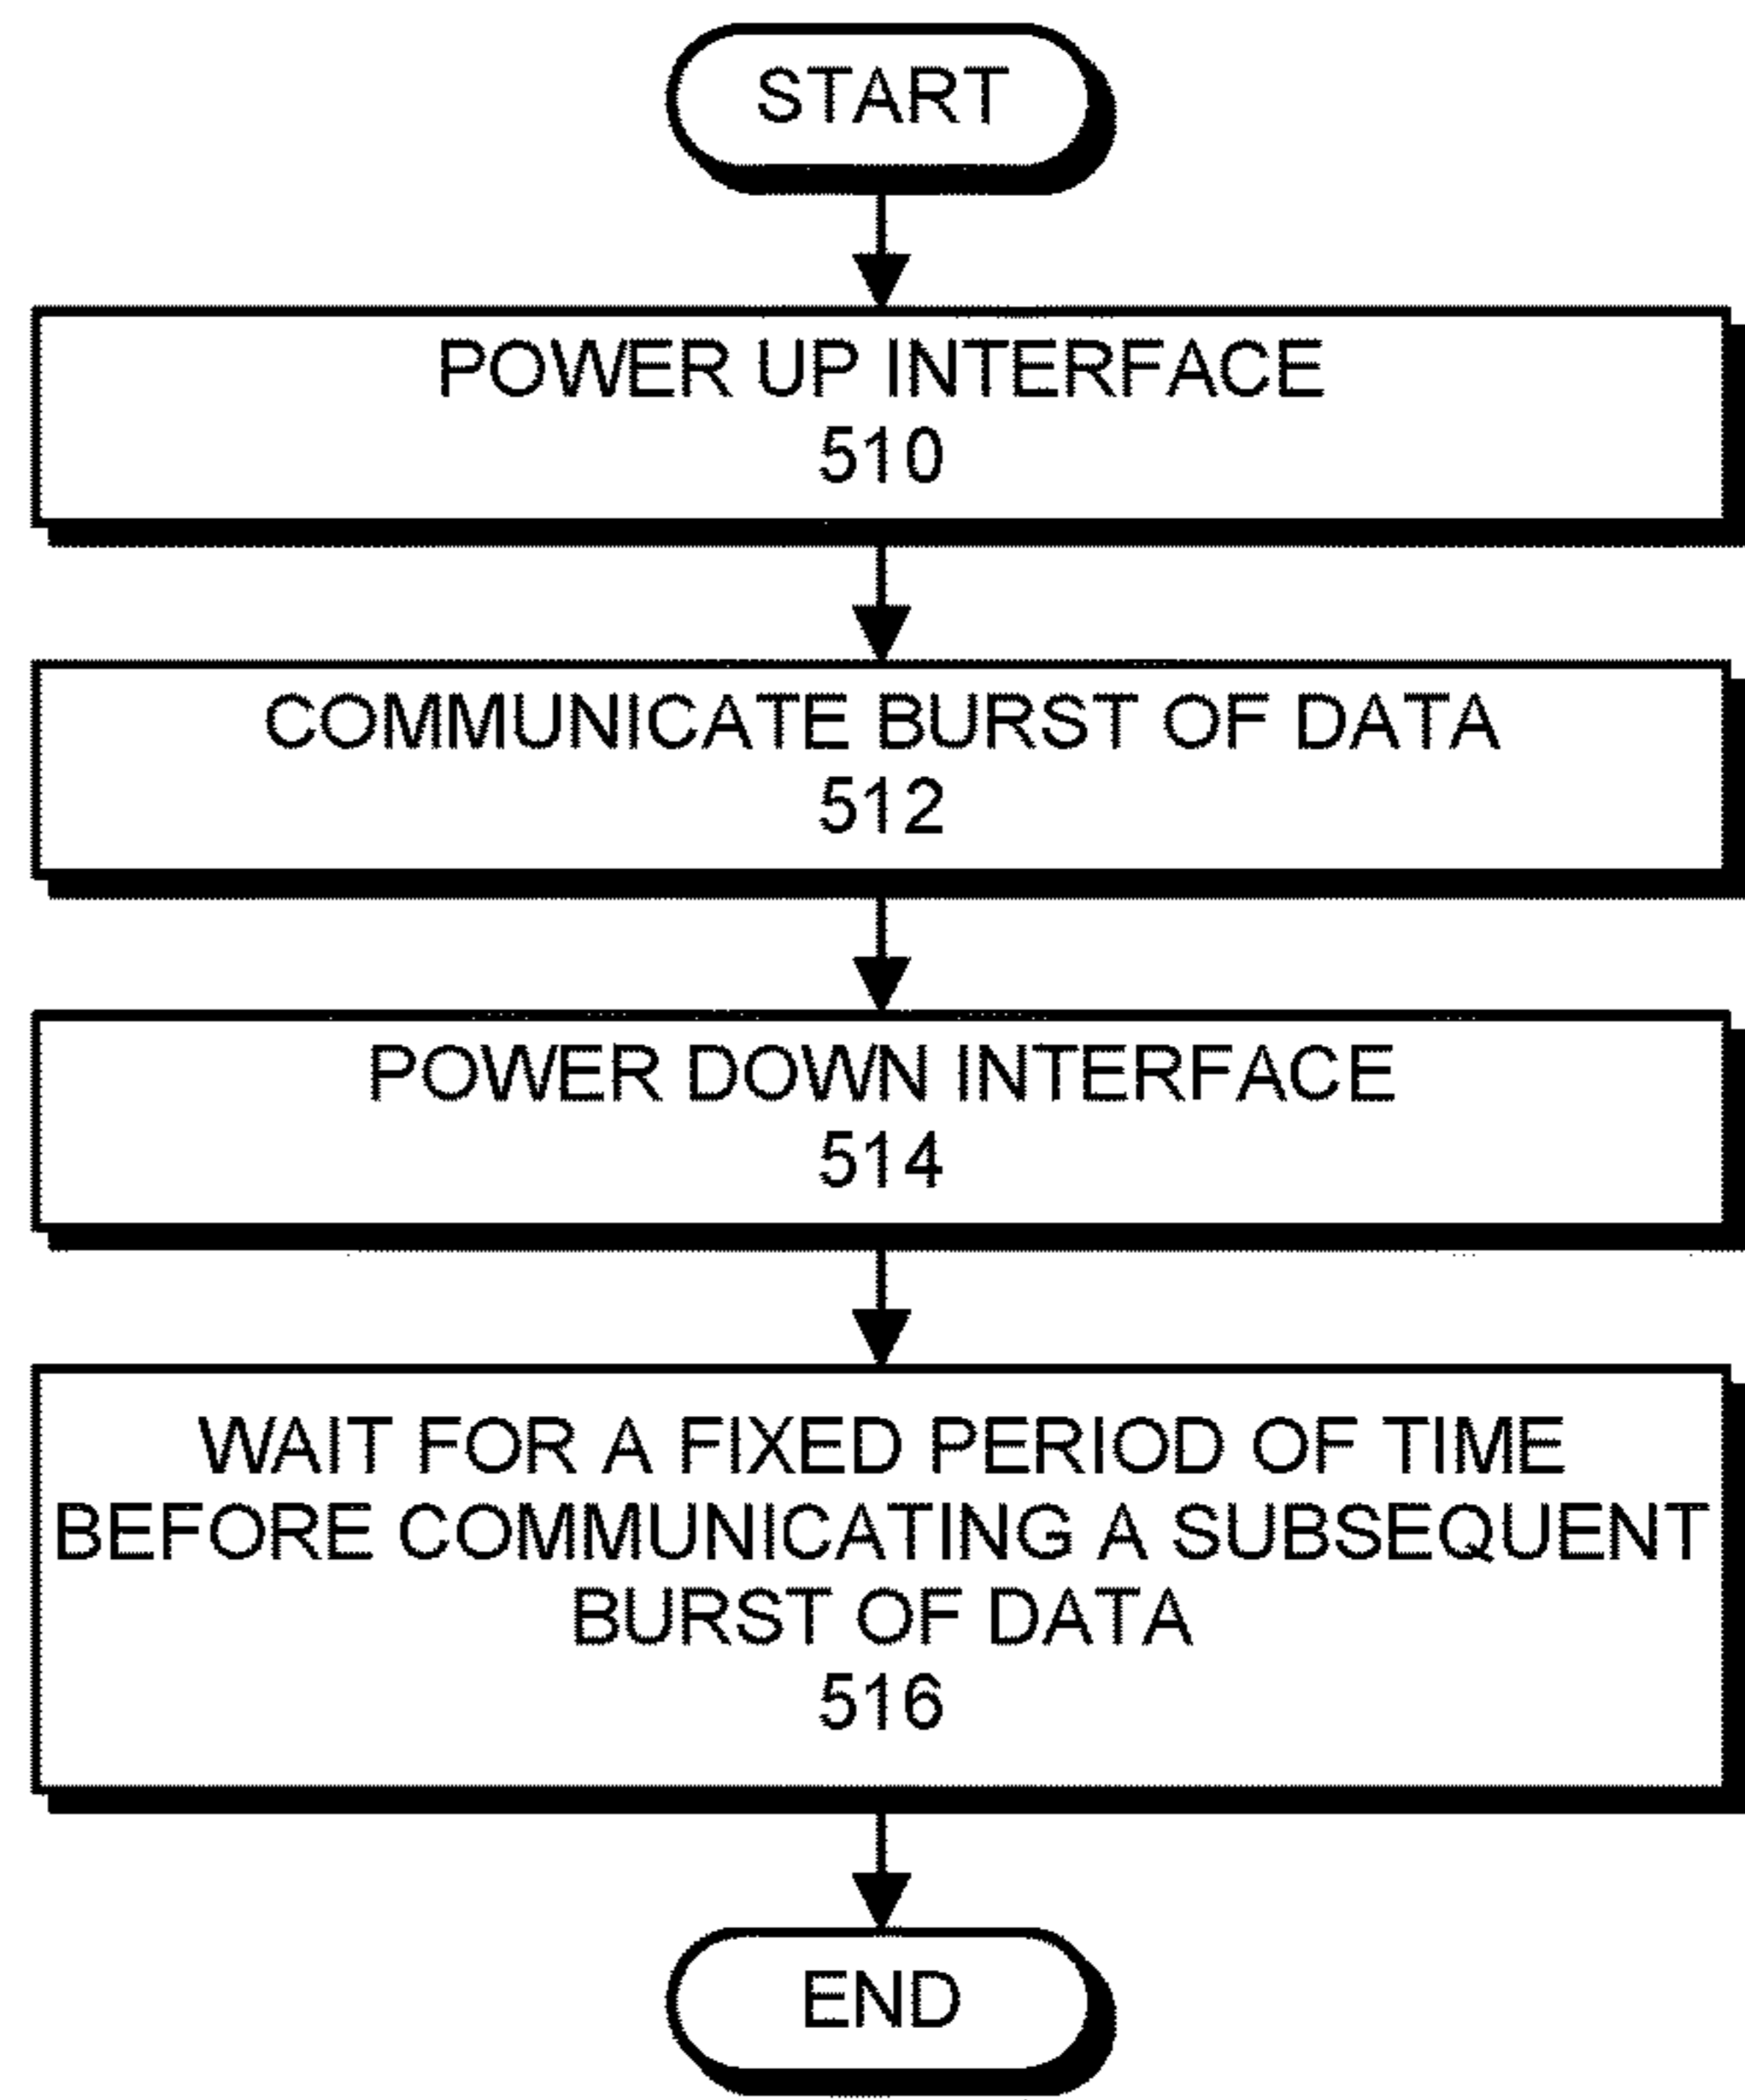 START
POWER UP INTERFACE
510
COMMUNICATE BURST OF DATA
512
POWER DOWN INTERFACE
514
WAIT FOR A FIXED PERIOD OF TIME
BEFORE COMMUNICATING A SUBSEQUENT
BURST OF DATA
516
END